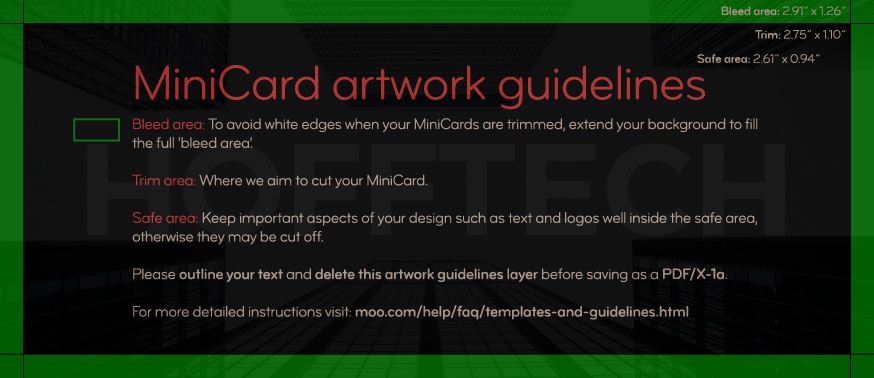 Bleed area: 2.91” x 1.26”
Trim: 2.75” x 1.10”
Safe area: 2.61” x 0.94”
MiniCard artwork guidelines
Bleed area: To avoid white edges when your MiniCards are trimmed, extend your background to fill
the full ‘bleed area’.
Trim area: Where we aim to cut your MiniCard.
HOFFTECH
Safe area: Keep important aspects of your design such as text and logos well inside the safe area,
otherwise they may be cut off.
Please outline your text and delete this artwork guidelines layer before saving as a PDF/X-1a.
For more detailed instructions visit: moo.com/help/faq/templates-and-guidelines.html